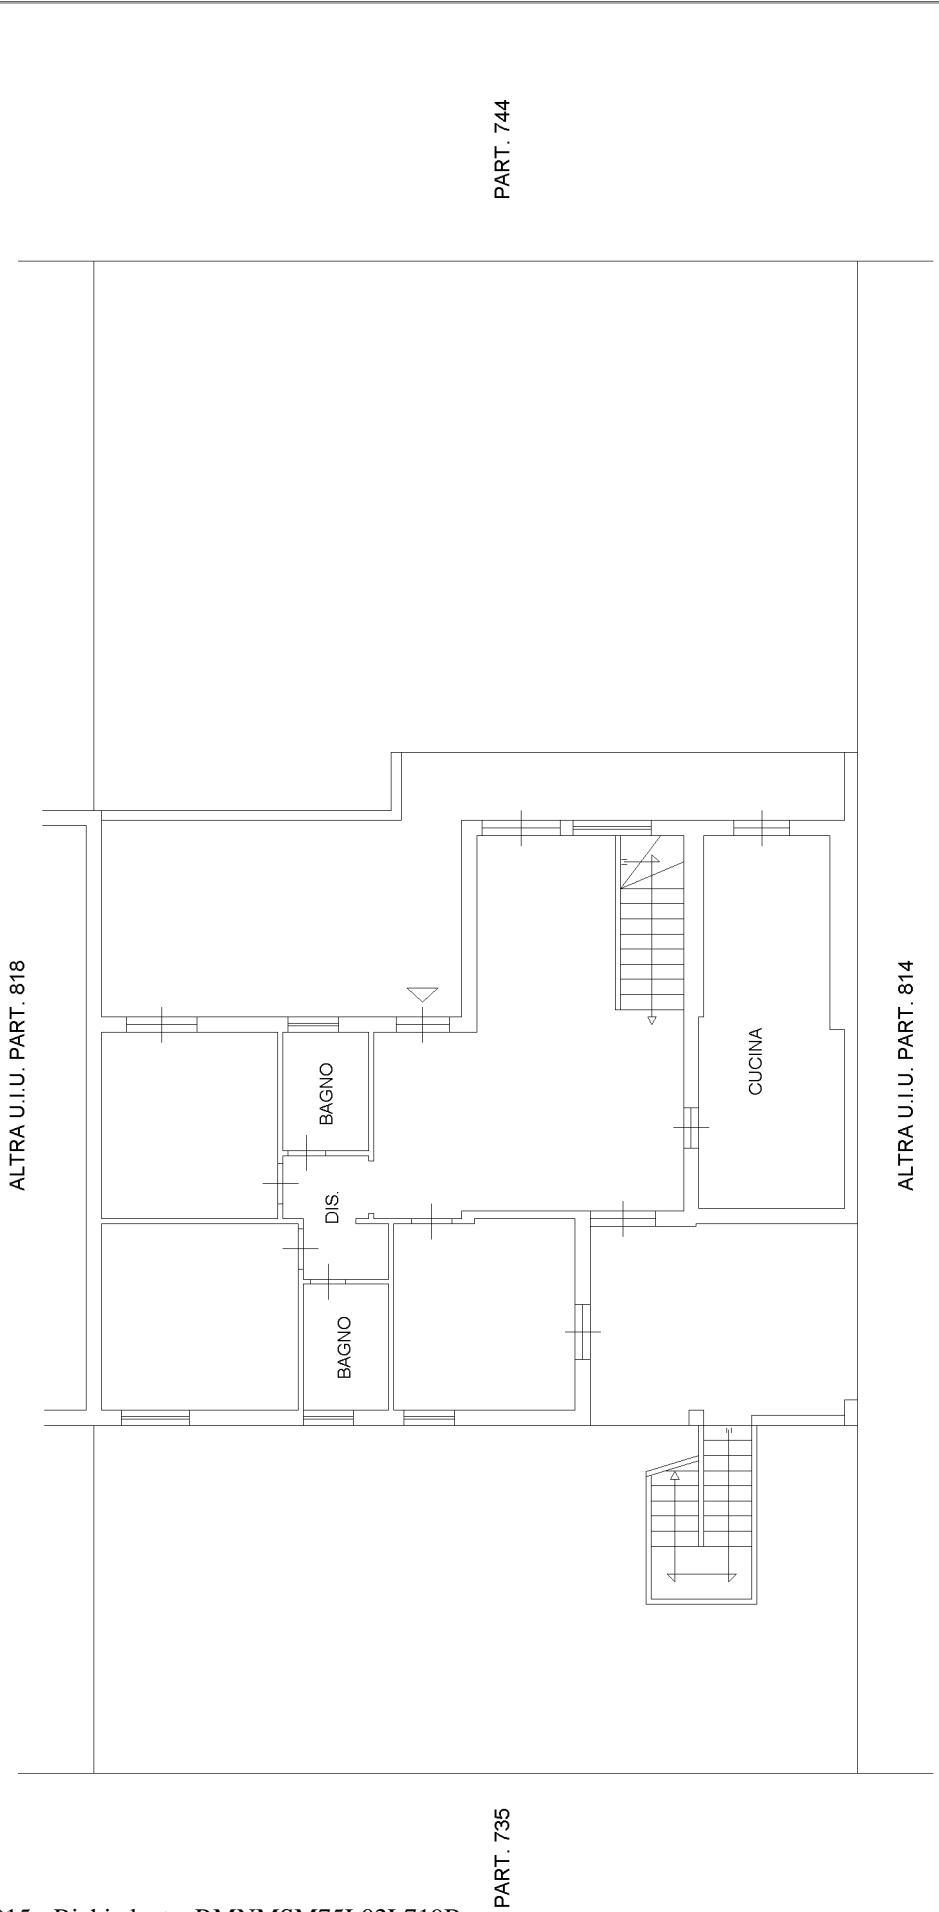 PART. 744
ALTRA U.I.U. PART. 818
ALTRA U.I.U. PART. 814
CUCINA
BAGNO
DIS.
BAGNO
PART. 735